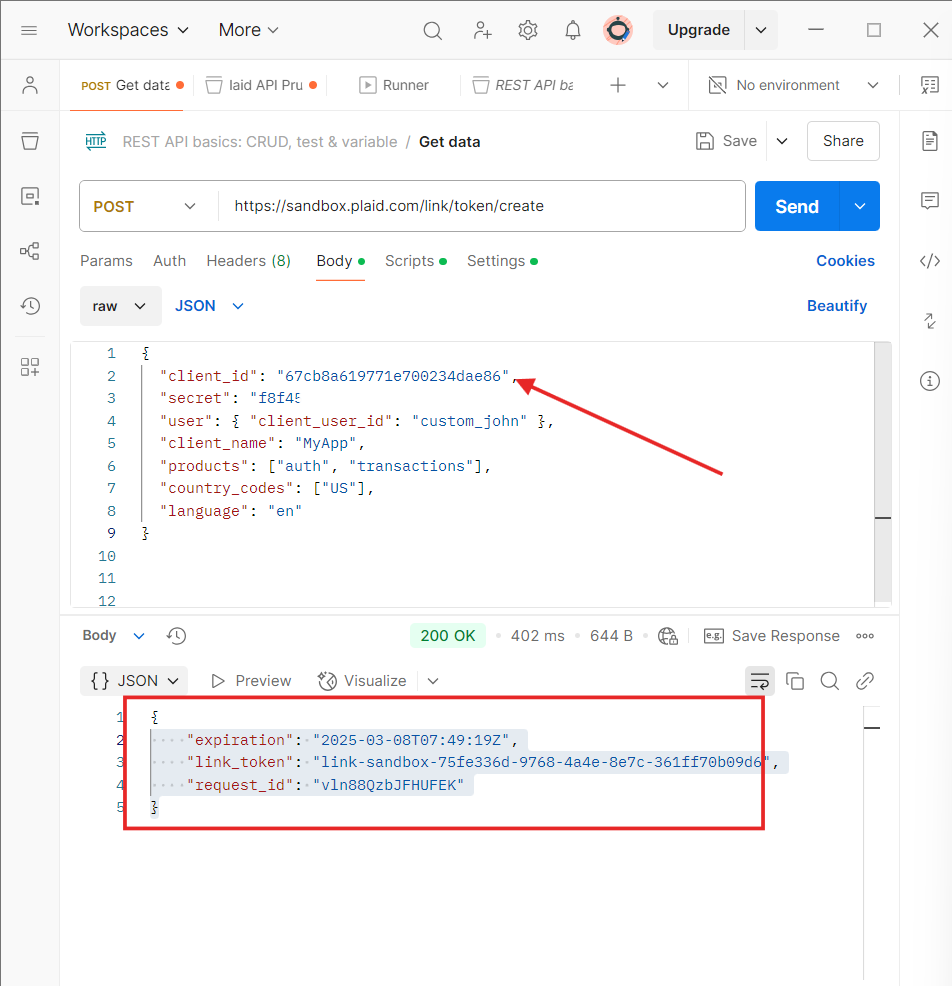 Workspaces More Upgrade
POST Get data laid API Pru Runner REST API ba No environment
HTTP REST API basics: CRUD, test & variable / Get data Save Share
POST https://sandbox.plaid.com/link/token/create Send
Params Auth Headers (8) Body Scripts Settings Cookies
raw JSON Beautify
1 {
2 "client_id": "67cb8a619771e700234dae86",
3 "secret": "f8f45
4 "user": { "client_user_id": "custom_john" },
5 "client_name": "MyApp",
6 "products": ["auth", "transactions"],
7 "country_codes": ["US"],
8 "language": "en"
9 }
10
11
12
Body 200 OK 402 ms 644 B e.g. Save Response
{} JSON Preview Visualize
1 {
2 "expiration": "2025-03-08T07:49:19Z",
3 "link_token": "link-sandbox-75fe336d-9768-4a4e-8e7c-361ff70b09d6",
4 "request_id": "vln88QzbJFHUFEK"
5 }